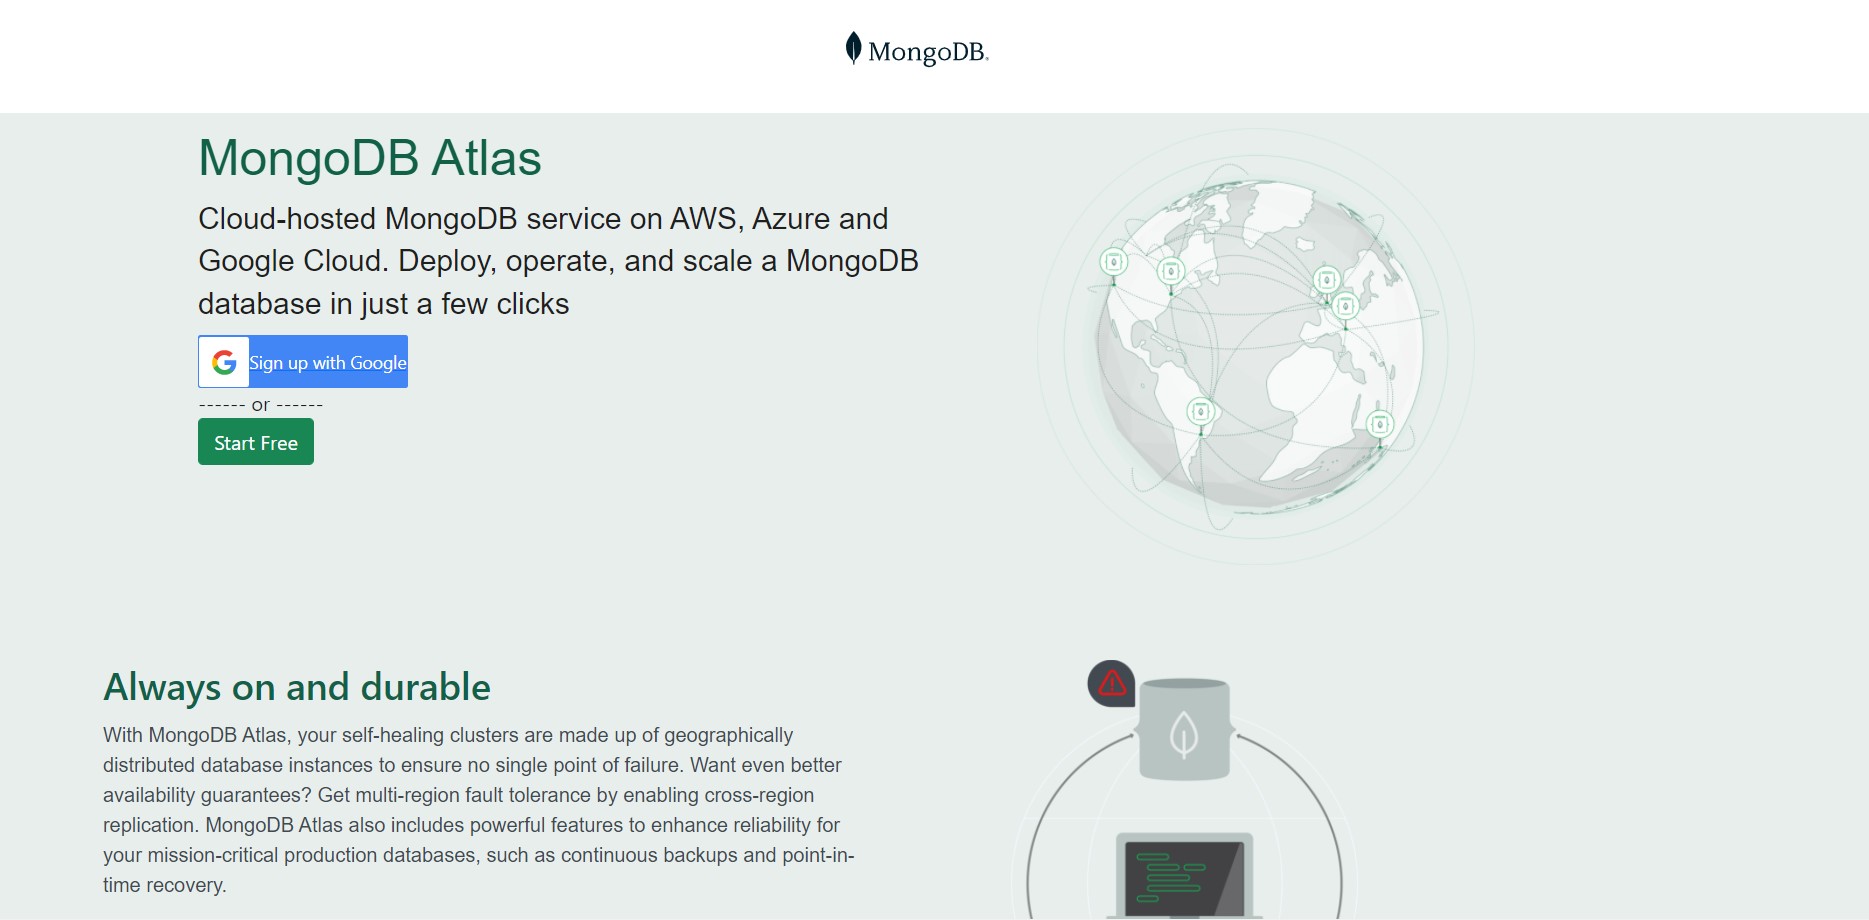 MongoDB.
MongoDB Atlas
Cloud-hosted MongoDB service on AWS, Azure and
Google Cloud. Deploy, operate, and scale a MongoDB
database in just a few clicks
Sign up with Google
------ or ------
Start Free
Always on and durable
With MongoDB Atlas, your self-healing clusters are made up of geographically
distributed database instances to ensure no single point of failure. Want even better
availability guarantees? Get multi-region fault tolerance by enabling cross-region
replication. MongoDB Atlas also includes powerful features to enhance reliability for
your mission-critical production databases, such as continuous backups and point-in-
time recovery.